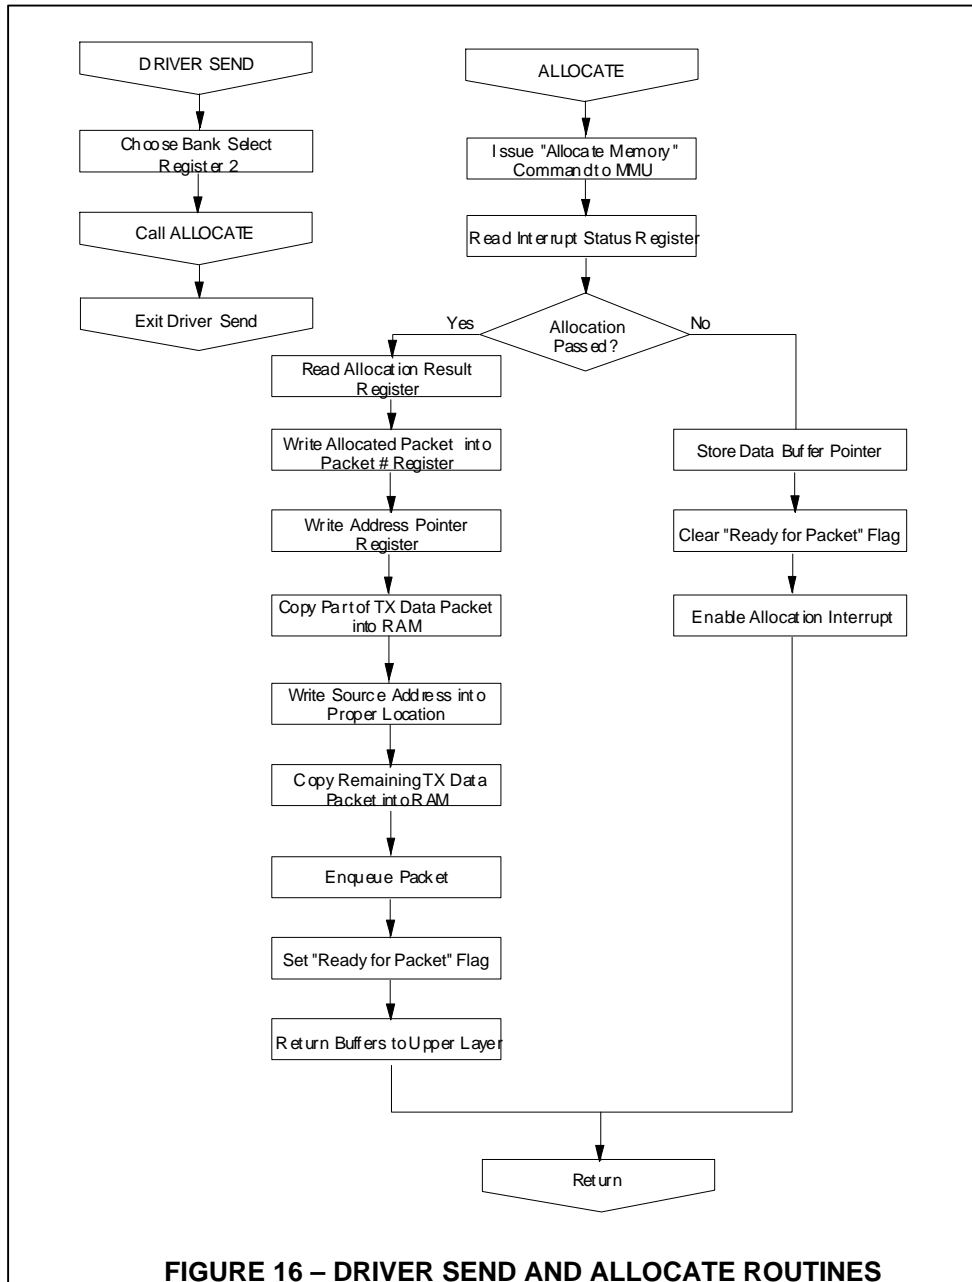 DRIVER SEND
Choose Bank Select
Register 2
Call ALLOCATE
Exit Driver Send
ALLOCATE
Issue "Allocate Memory"
Command to MMU
Read Interrupt Status Register
Allocation
Passed?
Yes
No
Read Allocation Result
Register
Write Allocated Packet into
Packet # Register
Write Address Pointer
Register
Copy Part of TX Data Packet
into RAM
Write Source Address into
Proper Location
Copy Remaining TX Data
Packet into RAM
Enqueue Packet
Set "Ready for Packet" Flag
Return Buffers to Upper Layer
Store Data Buffer Pointer
Clear "Ready for Packet" Flag
Enable Allocation Interrupt
Return
FIGURE 16 – DRIVER SEND AND ALLOCATE ROUTINES